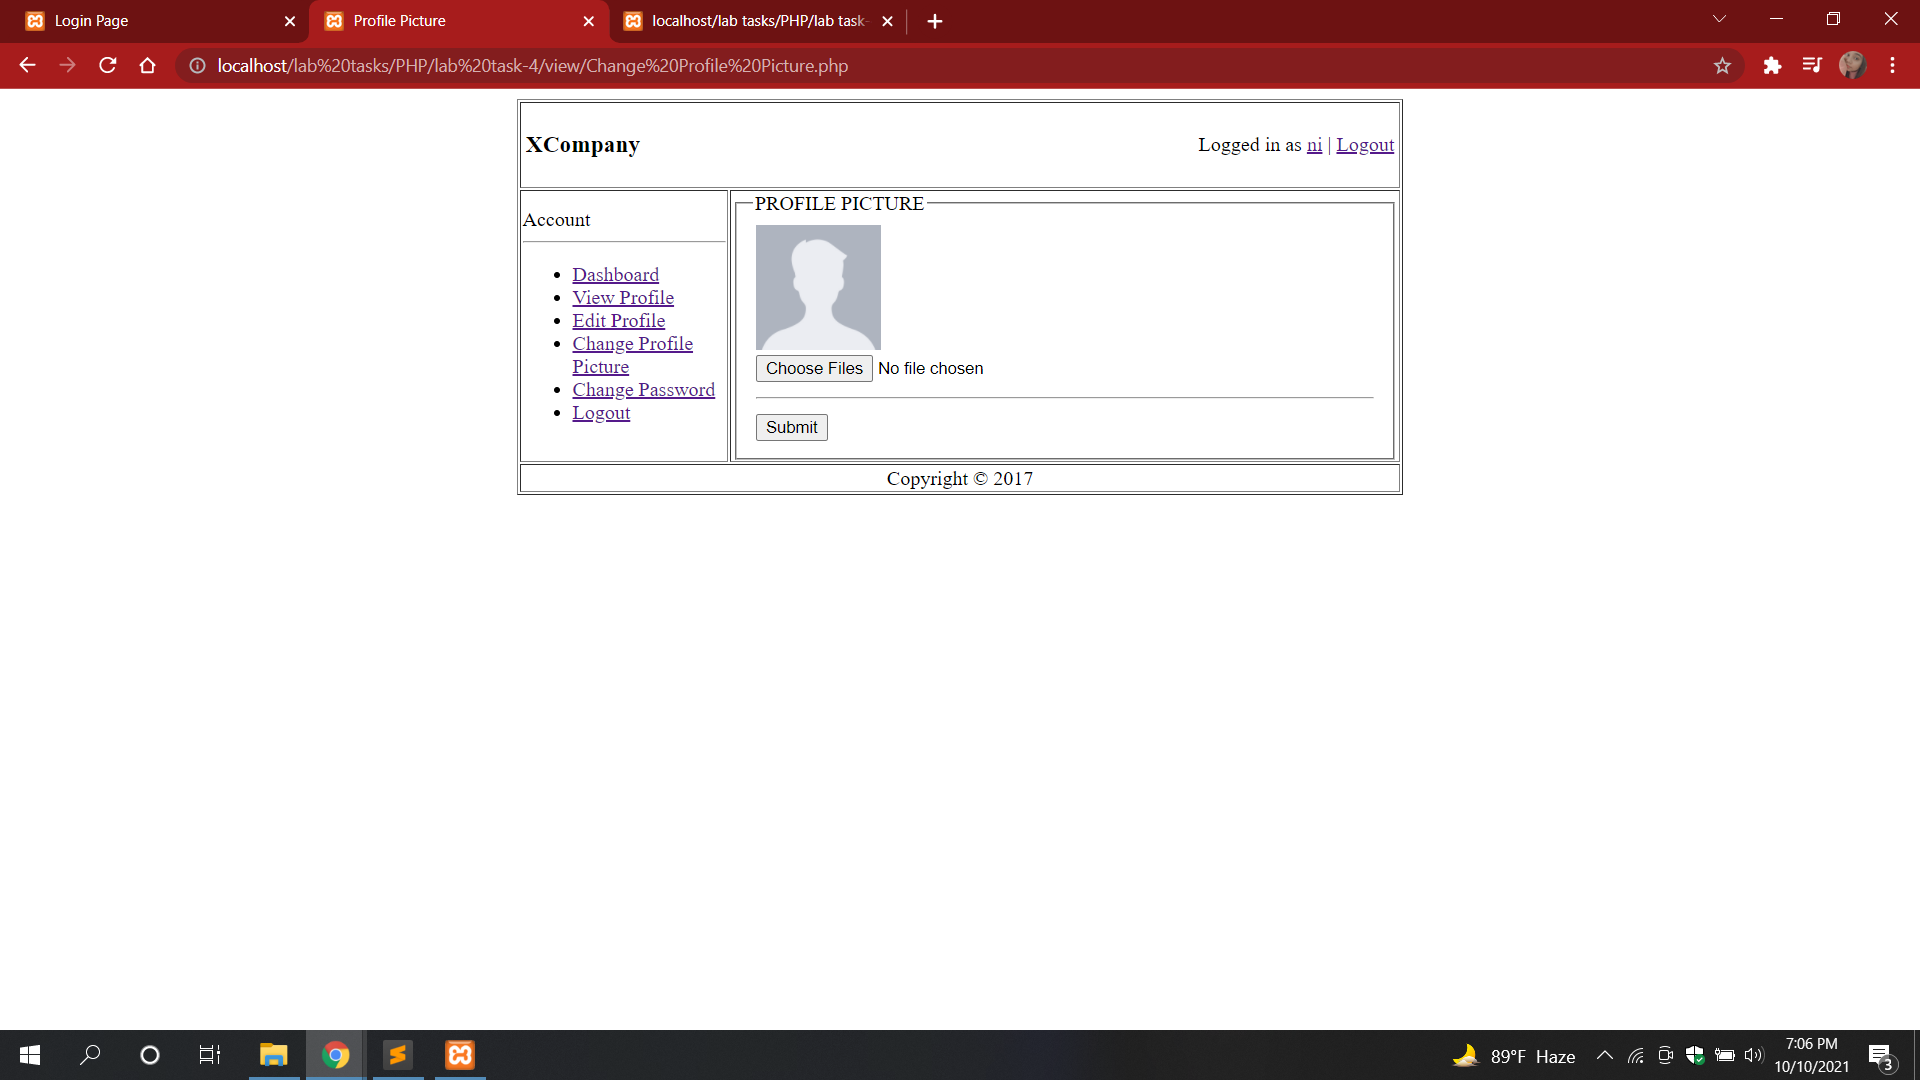 Login Page
Profile Picture
localhost/lab tasks/PHP/lab task-
localhost/lab%20tasks/PHP/lab%20task-4/view/Change%20Profile%20Picture.php
XCompany
Logged in as ni | Logout
Account
Dashboard
View Profile
Edit Profile
Change Profile
Picture
Change Password
Logout
PROFILE PICTURE
Choose Files No file chosen
Submit
Copyright © 2017
89°F Haze
7:06 PM
10/10/2021
3